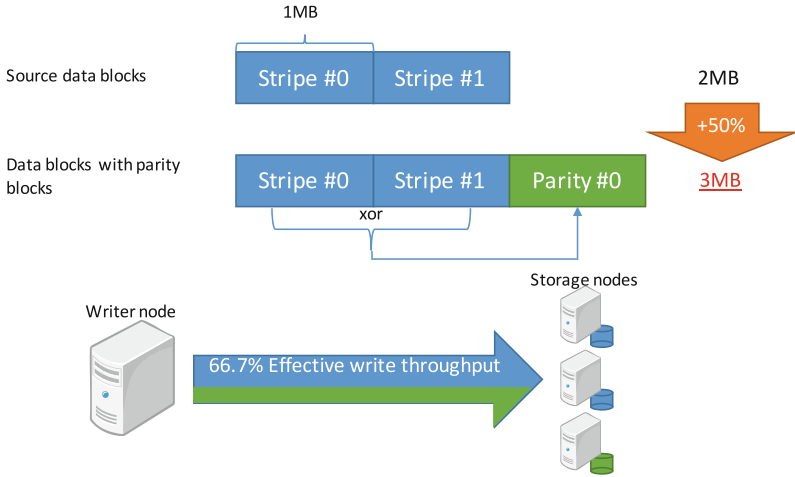 1MB
Source data blocks
Stripe #0
Stripe #1
2MB
+50%
Data blocks with parity
blocks
Stripe #0
Stripe #1
Parity #0
3MB
xor
Storage nodes
Writer node
66.7% Effective write throughput